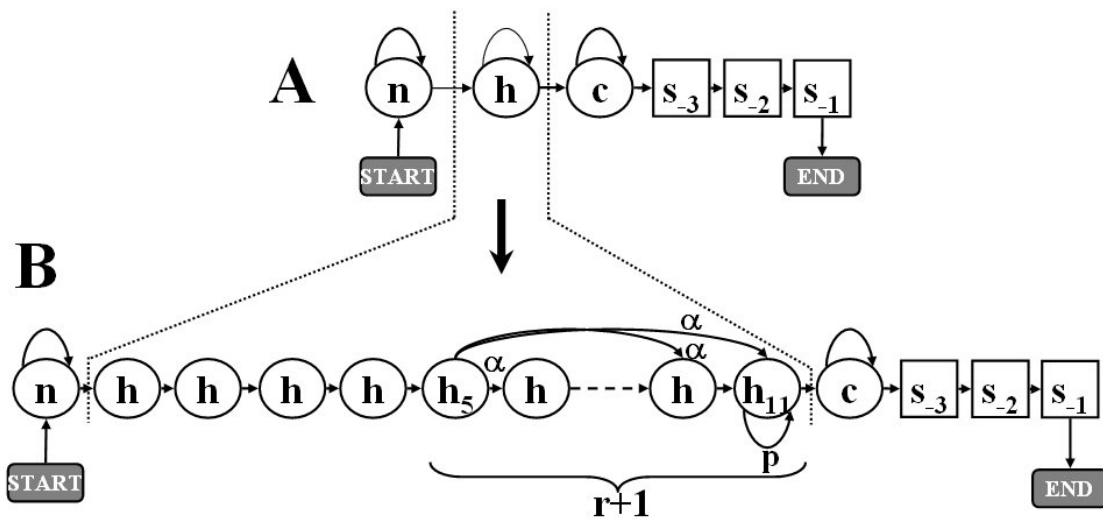 A
n h c s-3 s-2 s-1
START END
B
α
α α
n h h h h h5 h h h11 c s-3 s-2 s-1
p
START END
r+1